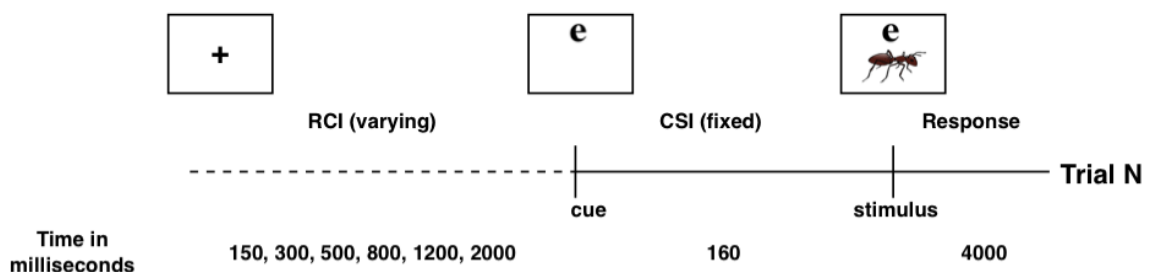 +
e
e
RCI (varying)
CSI (fixed)
Response
Trial N
cue
stimulus
Time in
milliseconds
150, 300, 500, 800, 1200, 2000
160
4000